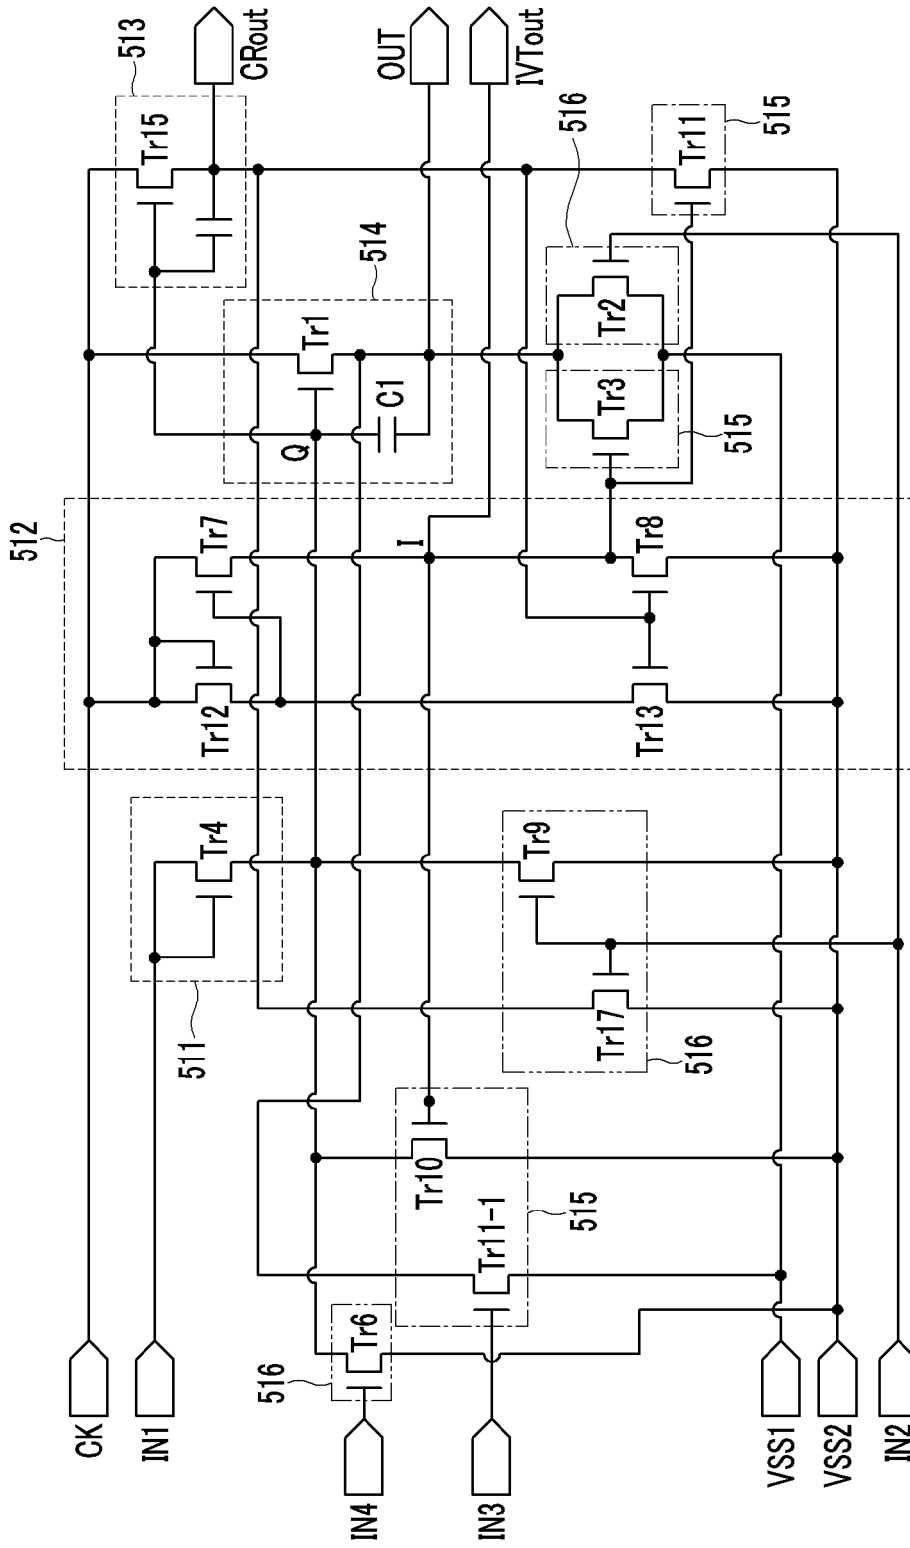 CK
IN1
IN4
IN3
VSS1
VSS2
IN2
516
Tr6
515
Tr11-1
Tr10
511
Tr4
516
Tr17
Tr9
512
Tr12
Tr7
I
Tr13
Tr8
514
Q
Tr1
C1
515
Tr3
516
Tr2
513
Tr15
515
Tr11
CRout
OUT
IVTout